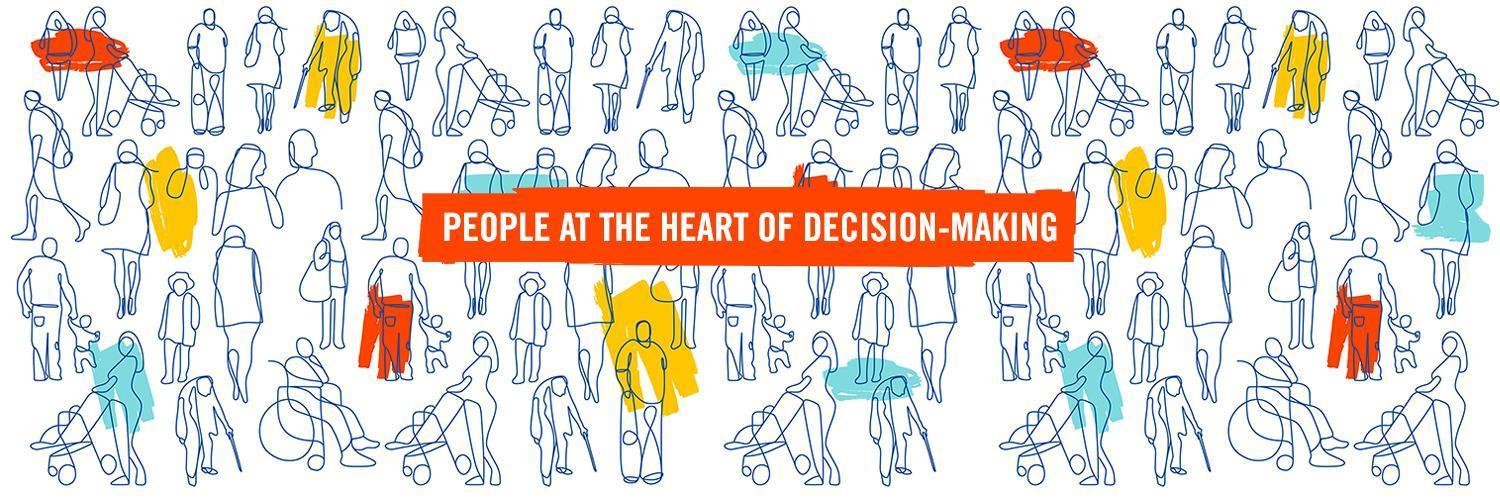 PEOPLE AT THE HEART OF DECISION-MAKING